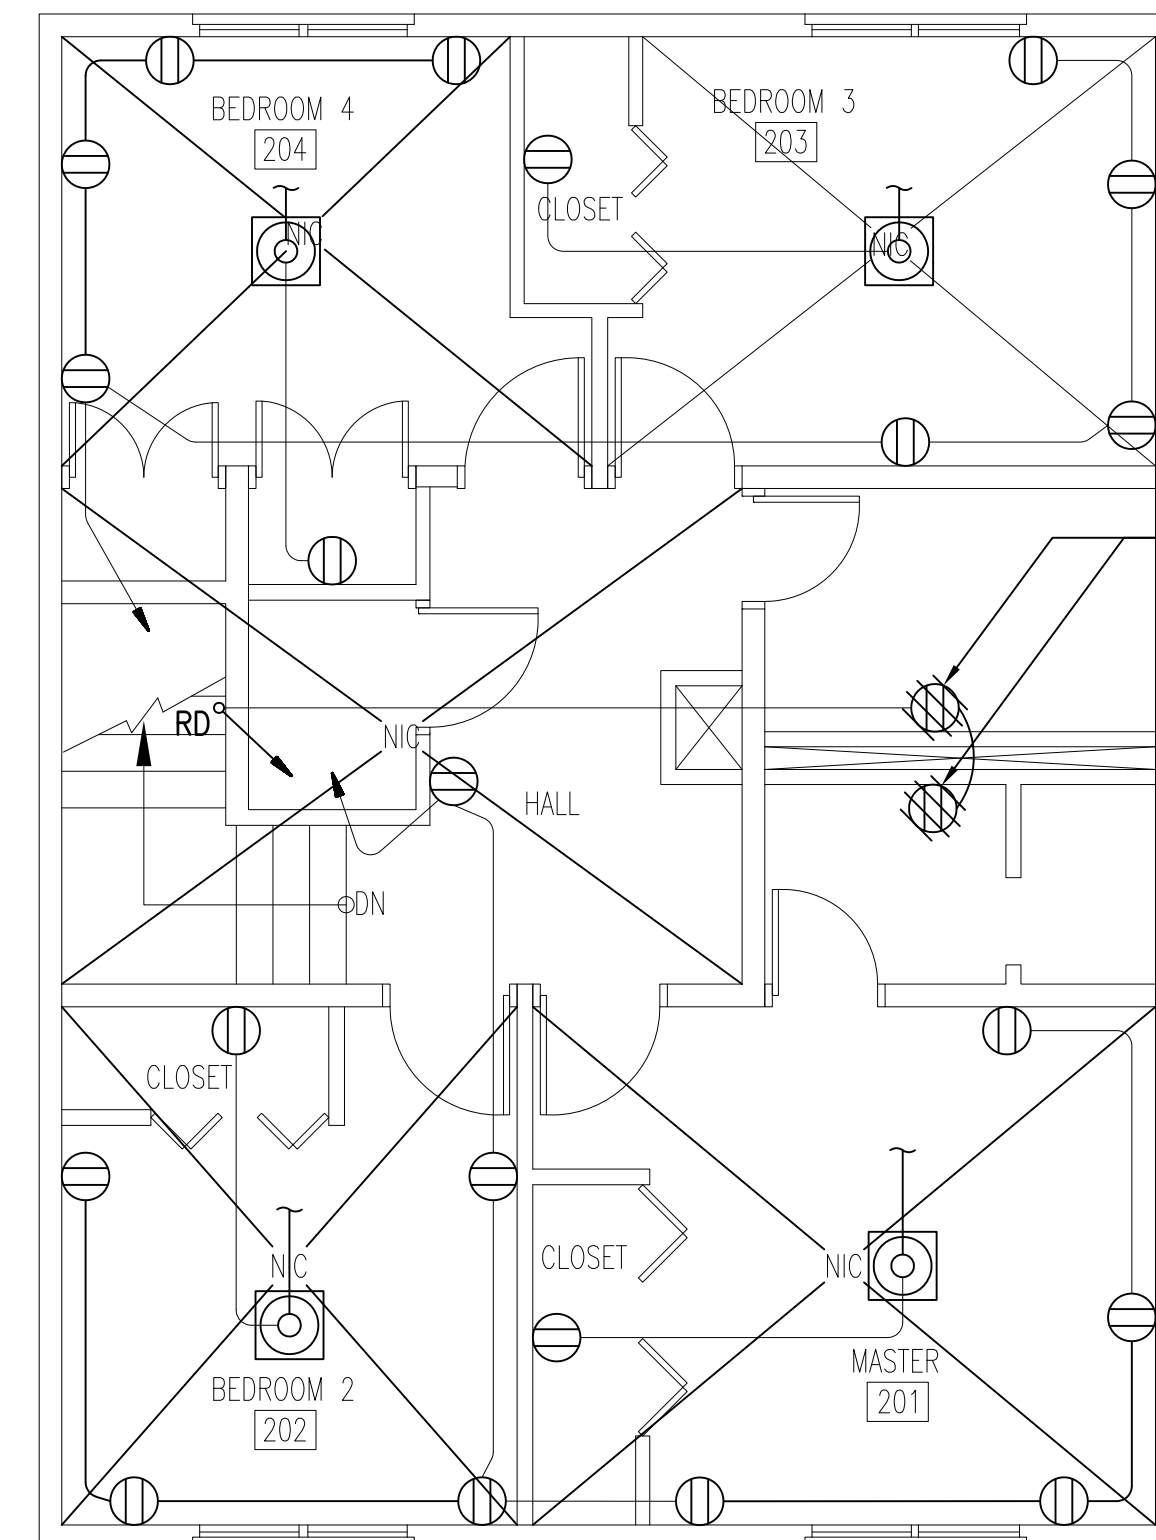 BEDROOM 4
204
BEDROOM 3
203
CLOSET
NIC
NIC
RD
NIC
HALL
DN
CLOSET
NIC
CLOSET
NIC
MASTER
201
BEDROOM 2
202